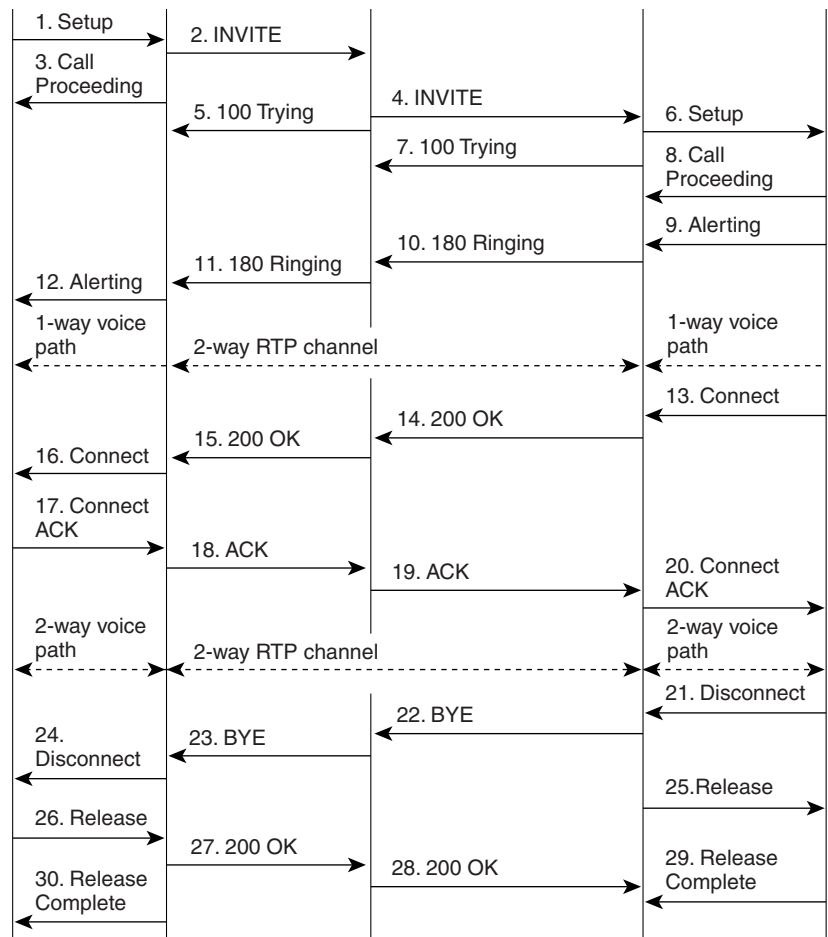 1. Setup
2. INVITE
3. Call
Proceeding
4. INVITE
5. 100 Trying
6. Setup
7. 100 Trying
8. Call
Proceeding
9. Alerting
10. 180 Ringing
11. 180 Ringing
12. Alerting
1-way voice
path
2-way RTP channel
1-way voice
path
13. Connect
14. 200 OK
15. 200 OK
16. Connect
17. Connect
ACK
18. ACK
19. ACK
20. Connect
ACK
2-way voice
path
2-way RTP channel
2-way voice
path
21. Disconnect
22. BYE
23. BYE
24.
Disconnect
25.Release
26. Release
27. 200 OK
28. 200 OK
29. Release
Complete
30. Release
Complete